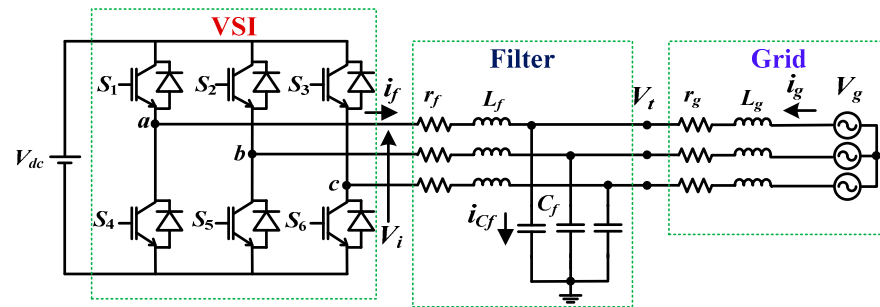 VSI
Filter
Grid
S1
S2
S3
if
rf
Lf
Vt
rg
Lg
ig
Vg
a
b
c
Vdc
S4
S5
S6
Vi
iCf
Cf